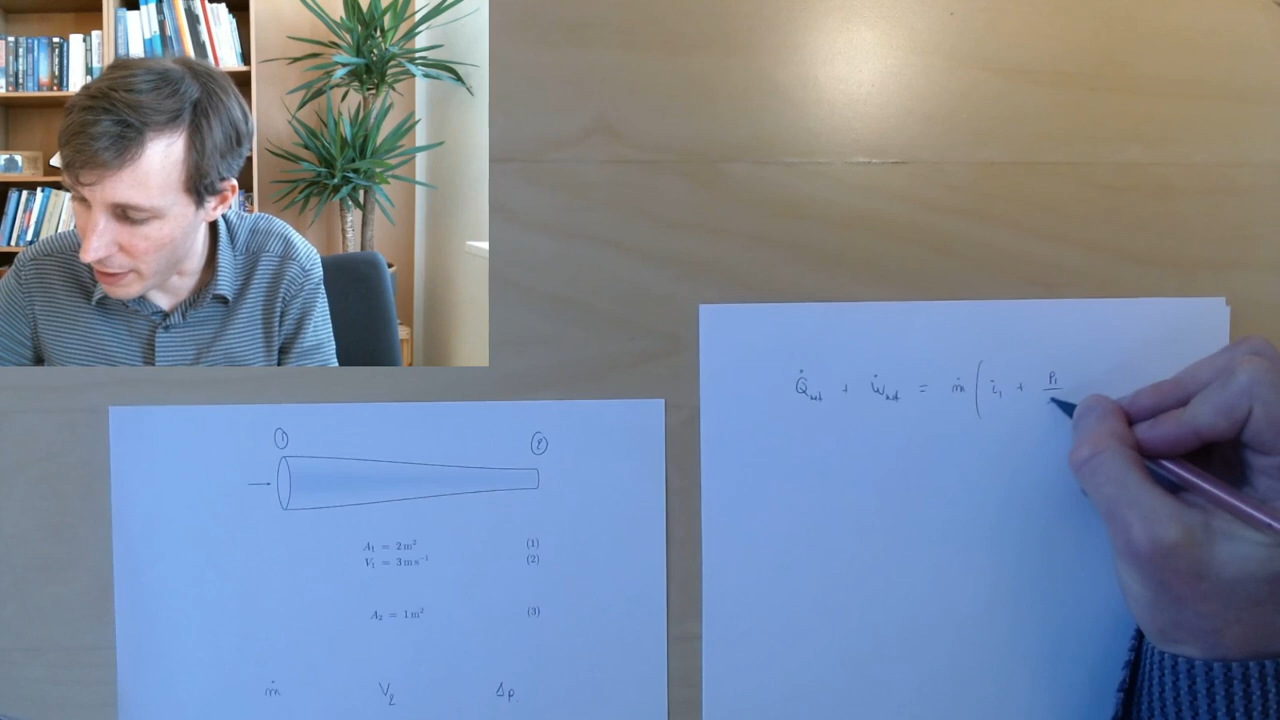 ① ②
A₁ = 2 m² (1)
V₁ = 3 m s⁻¹ (2)
A₂ = 1 m² (3)
ṁ V₂ Δp
Q̇net + Ẇnet = ṁ ( i₁ + p₁